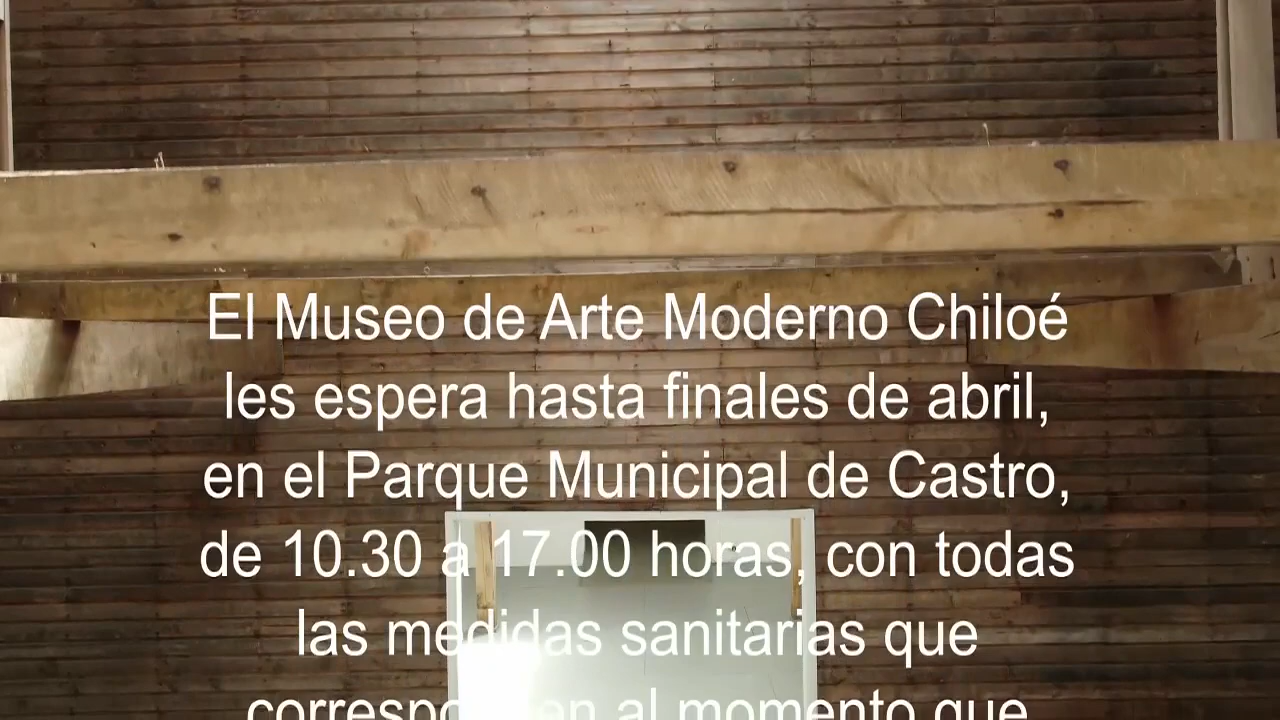 El Museo de Arte Moderno Chiloé
les espera hasta finales de abril,
en el Parque Municipal de Castro,
de 10.30 a 17.00 horas, con todas
las medidas sanitarias que
corresponden al momento que